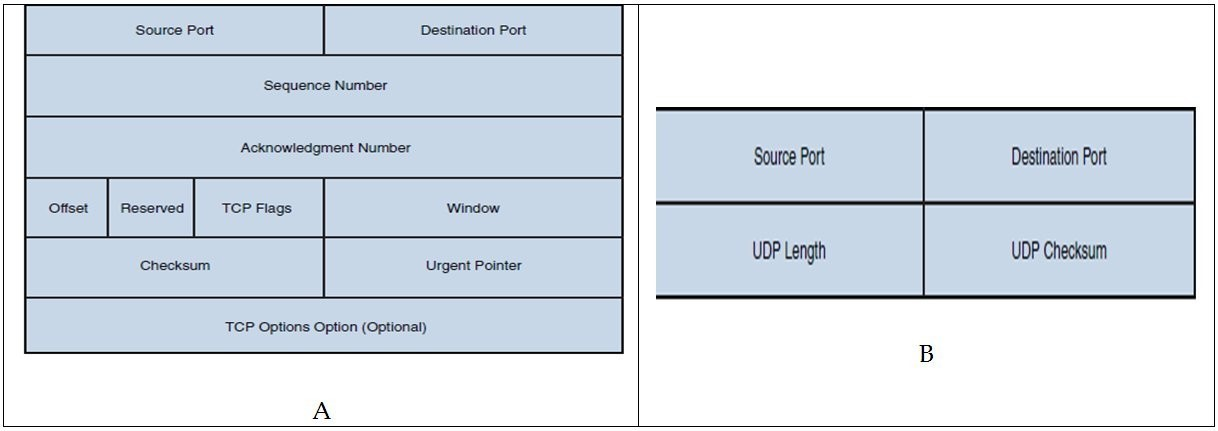 Source Port Destination Port
Sequence Number
Acknowledgment Number
Offset Reserved TCP Flags Window
Checksum Urgent Pointer
TCP Options Option (Optional)
A
Source Port Destination Port
UDP Length UDP Checksum
B